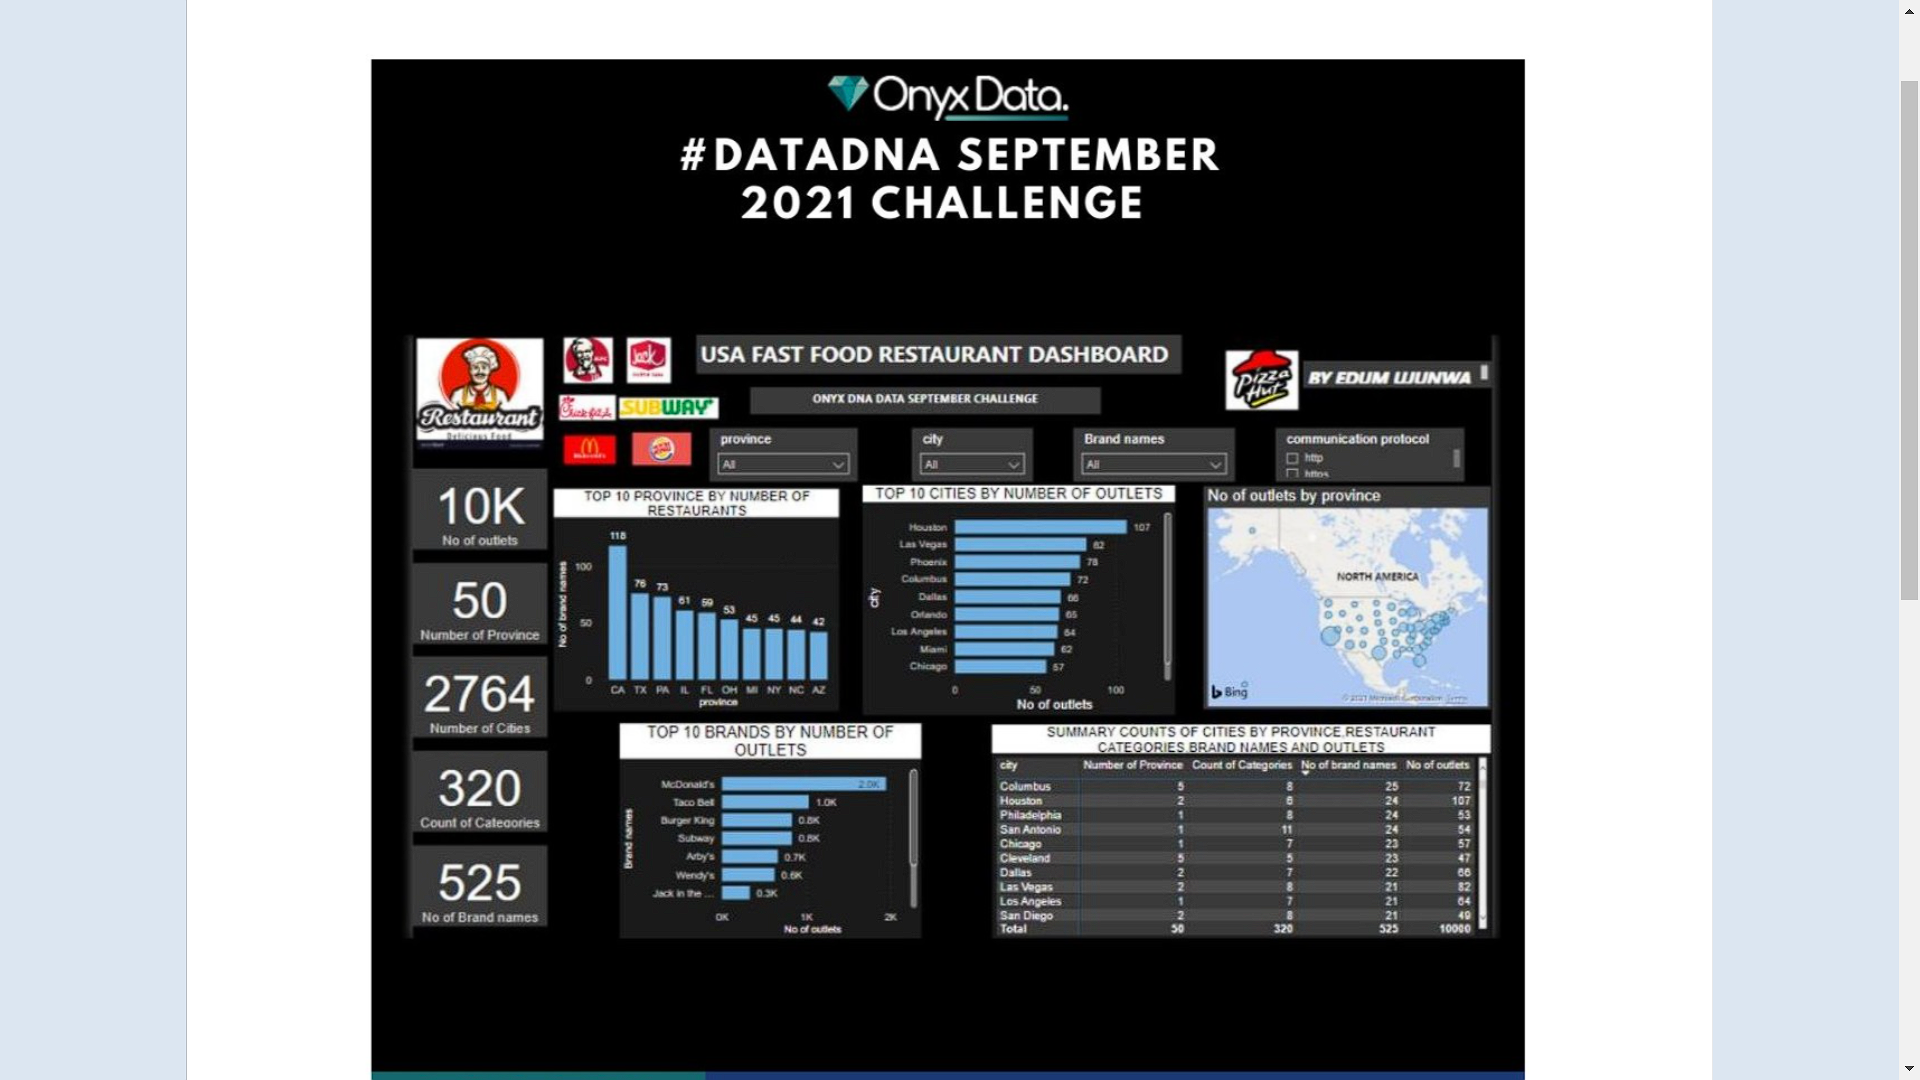 Onyx Data.
#DATADNA SEPTEMBER
2021 CHALLENGE
Restaurant
Delicious Food
KFC
Jack
Chick-fil-A
SUBWAY
McDonald's
Pizza
Hut
USA FAST FOOD RESTAURANT DASHBOARD
ONYX DNA DATA SEPTEMBER CHALLENGE
BY EDUM UJUNWA
province
All
city
All
Brand names
All
communication protocol
http
https
10K
No of outlets
50
Number of Province
2764
Number of Cities
320
Count of Categories
525
No of Brand names
TOP 10 PROVINCE BY NUMBER OF
RESTAURANTS
No of brand names
100
50
0
118
76
73
61
59
53
45
45
44
42
CA TX PA IL FL OH MI NY NC AZ
province
TOP 10 CITIES BY NUMBER OF OUTLETS
city
Houston 107
Las Vegas 82
Phoenix 78
Columbus 72
Dallas 66
Orlando 65
Los Angeles 64
Miami 62
Chicago 57
0 50 100
No of outlets
No of outlets by province
NORTH AMERICA
Bing
© 2021 Microsoft Corporation Terms
TOP 10 BRANDS BY NUMBER OF
OUTLETS
Brand names
McDonald's 2.0K
Taco Bell 1.0K
Burger King 0.8K
Subway 0.8K
Arby's 0.7K
Wendy's 0.6K
Jack in the ... 0.3K
0K 1K 2K
No of outlets
SUMMARY COUNTS OF CITIES BY PROVINCE,RESTAURANT
CATEGORIES,BRAND NAMES AND OUTLETS
city Number of Province Count of Categories No of brand names No of outlets
Columbus 5 8 25 72
Houston 2 6 24 107
Philadelphia 1 8 24 53
San Antonio 1 11 24 54
Chicago 1 7 23 57
Cleveland 5 5 23 47
Dallas 2 7 22 66
Las Vegas 2 8 21 82
Los Angeles 1 7 21 64
San Diego 2 8 21 49
Total 50 320 525 10000